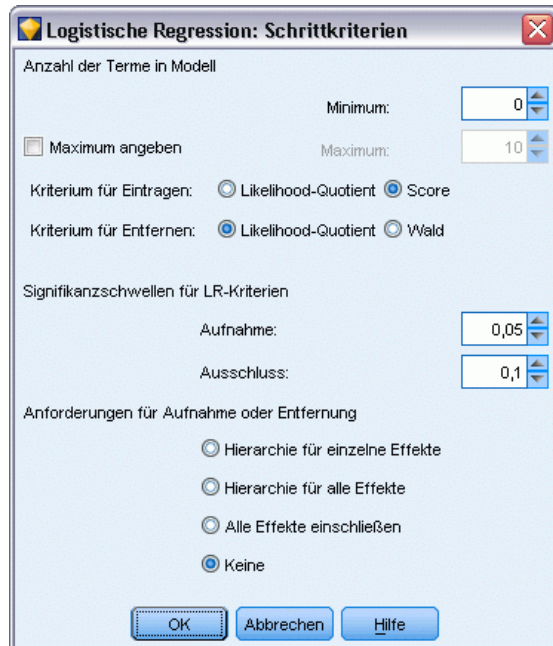 Logistische Regression: Schrittkriterien
Anzahl der Terme in Modell
Minimum: 0
Maximum angeben Maximum: 10
Kriterium für Eintragen: Likelihood-Quotient Score
Kriterium für Entfernen: Likelihood-Quotient Wald
Signifikanzschwellen für LR-Kriterien
Aufnahme: 0,05
Ausschluss: 0,1
Anforderungen für Aufnahme oder Entfernung
Hierarchie für einzelne Effekte
Hierarchie für alle Effekte
Alle Effekte einschließen
Keine
OK Abbrechen Hilfe